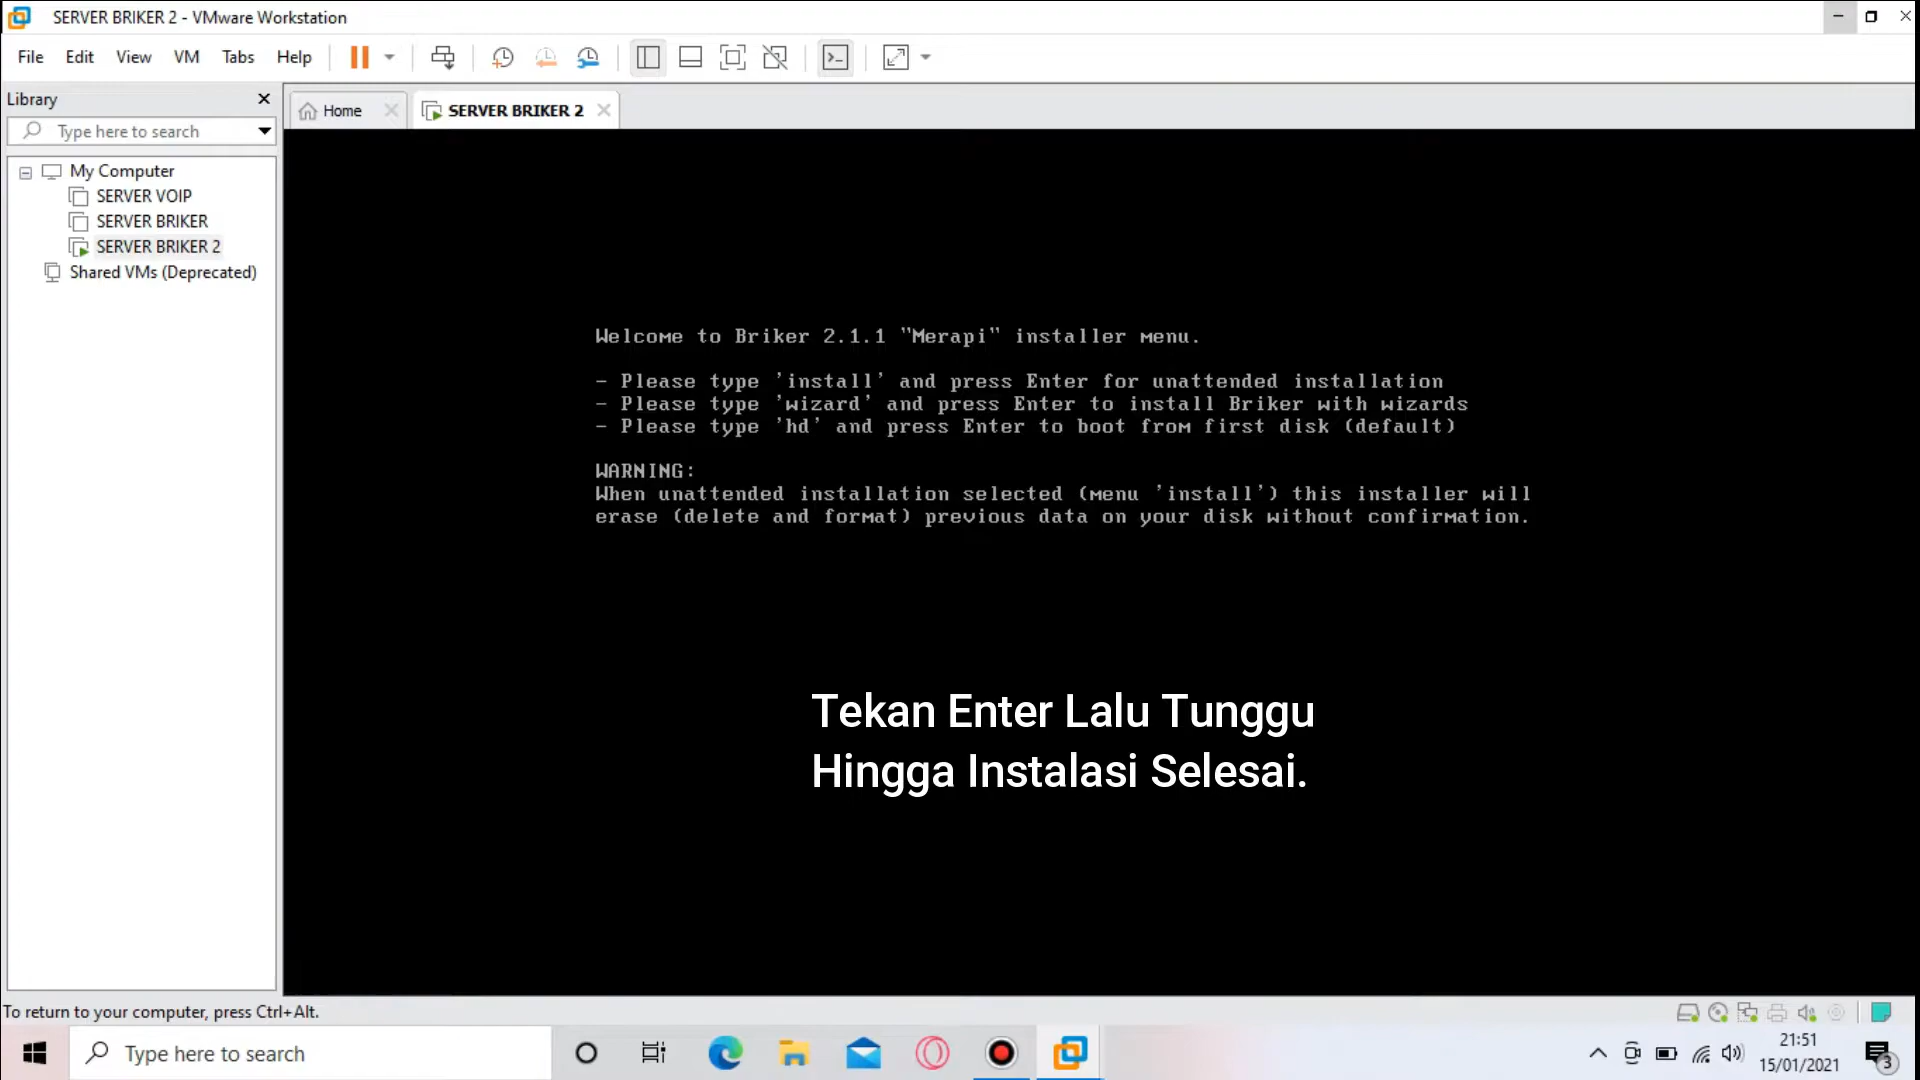 SERVER BRIKER 2 - VMware Workstation
File Edit View VM Tabs Help
Library
Home
SERVER BRIKER 2
Type here to search
My Computer
SERVER VOIP
SERVER BRIKER
SERVER BRIKER 2
Shared VMs (Deprecated)
Welcome to Briker 2.1.1 "Merapi" installer menu.
- Please type 'install' and press Enter for unattended installation
- Please type 'wizard' and press Enter to install Briker with wizards
- Please type 'hd' and press Enter to boot from first disk (default)
WARNING:
When unattended installation selected (menu 'install') this installer will
erase (delete and format) previous data on your disk without confirmation.
Tekan Enter Lalu Tunggu
Hingga Instalasi Selesai.
To return to your computer, press Ctrl+Alt.
Type here to search
21:51
15/01/2021
3